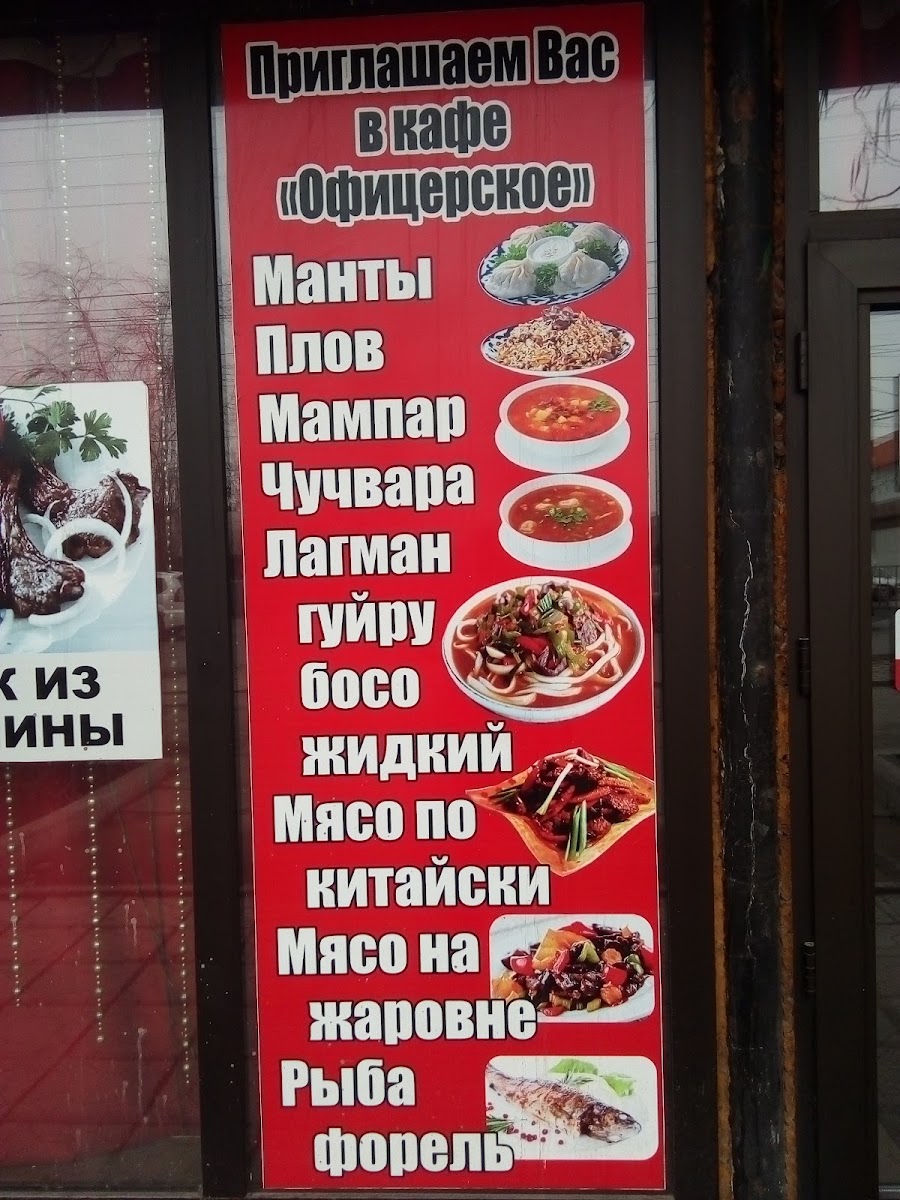 Приглашаем Вас
в кафе
«Офицерское»
Манты
Плов
Мампар
Чучвара
Лагман
гуйру
босо
жидкий
Мясо по
китайски
Мясо на
жаровне
Рыба
форель
из